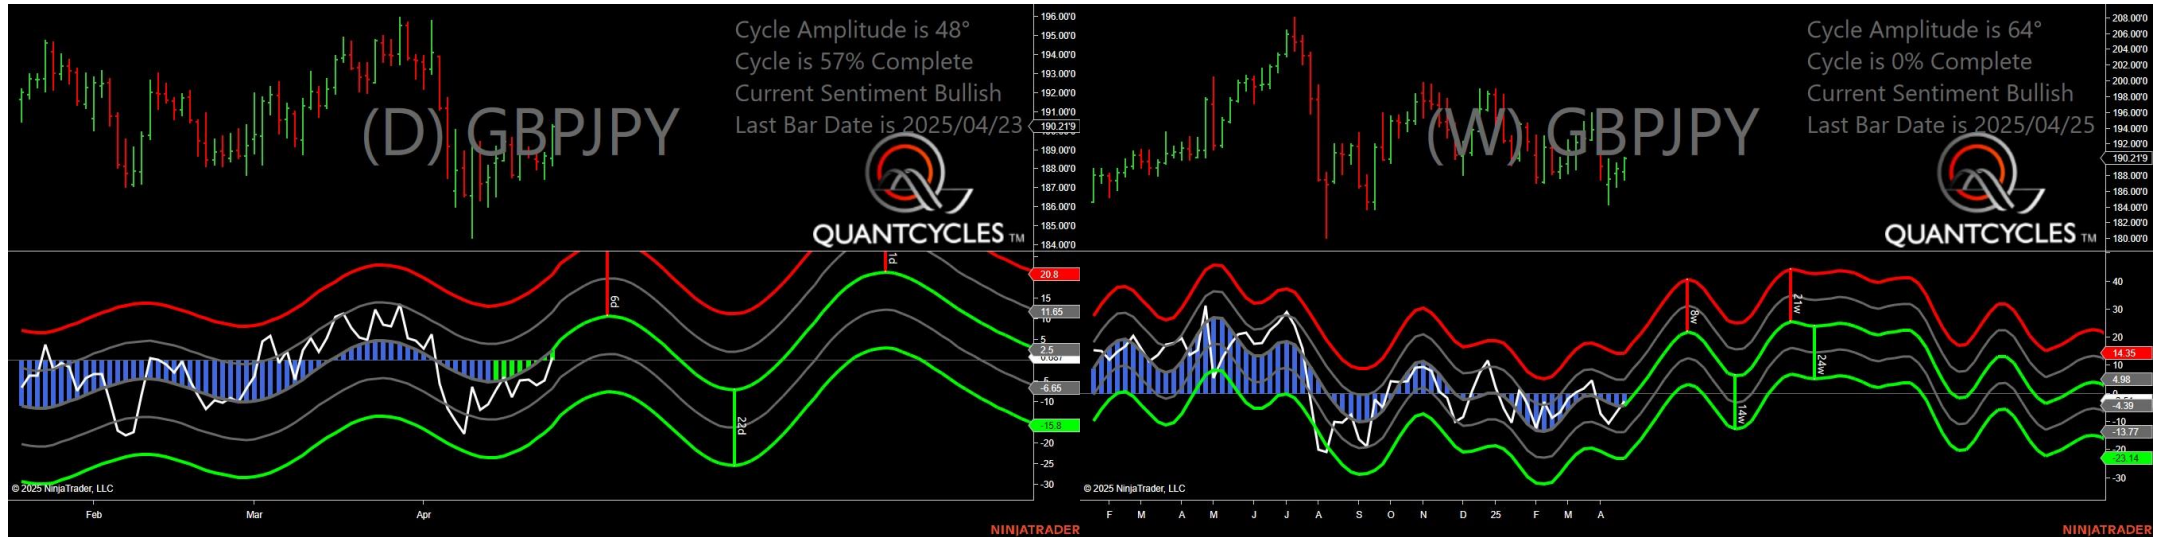 Cycle Amplitude is 48°
Cycle is 57% Complete
Current Sentiment Bullish
Last Bar Date is 2025/04/23
(D) GBPJPY
QUANTCYCLES TM
196.00'0
195.00'0
194.00'0
193.00'0
192.00'0
191.00'0
190.21'9
189.00'0
188.00'0
187.00'0
186.00'0
185.00'0
184.00'0
6d
1d
22d
20.8
15
11.65
5
2.5
-6.65
-10
-15.8
-20
-25
-30
© 2025 NinjaTrader, LLC
Feb
Mar
Apr
NINJATRADER
Cycle Amplitude is 64°
Cycle is 0% Complete
Current Sentiment Bullish
Last Bar Date is 2025/04/25
(W) GBPJPY
QUANTCYCLES TM
208.00'0
206.00'0
204.00'0
202.00'0
200.00'0
198.00'0
196.00'0
194.00'0
192.00'0
190.21'9
188.00'0
186.00'0
184.00'0
182.00'0
180.00'0
8w
21w
14w
24w
40
30
20
14.35
4.98
-4.39
-10
-13.77
-23.14
-30
© 2025 NinjaTrader, LLC
F
M
A
M
J
J
A
S
O
N
D
25
F
M
A
NINJATRADER